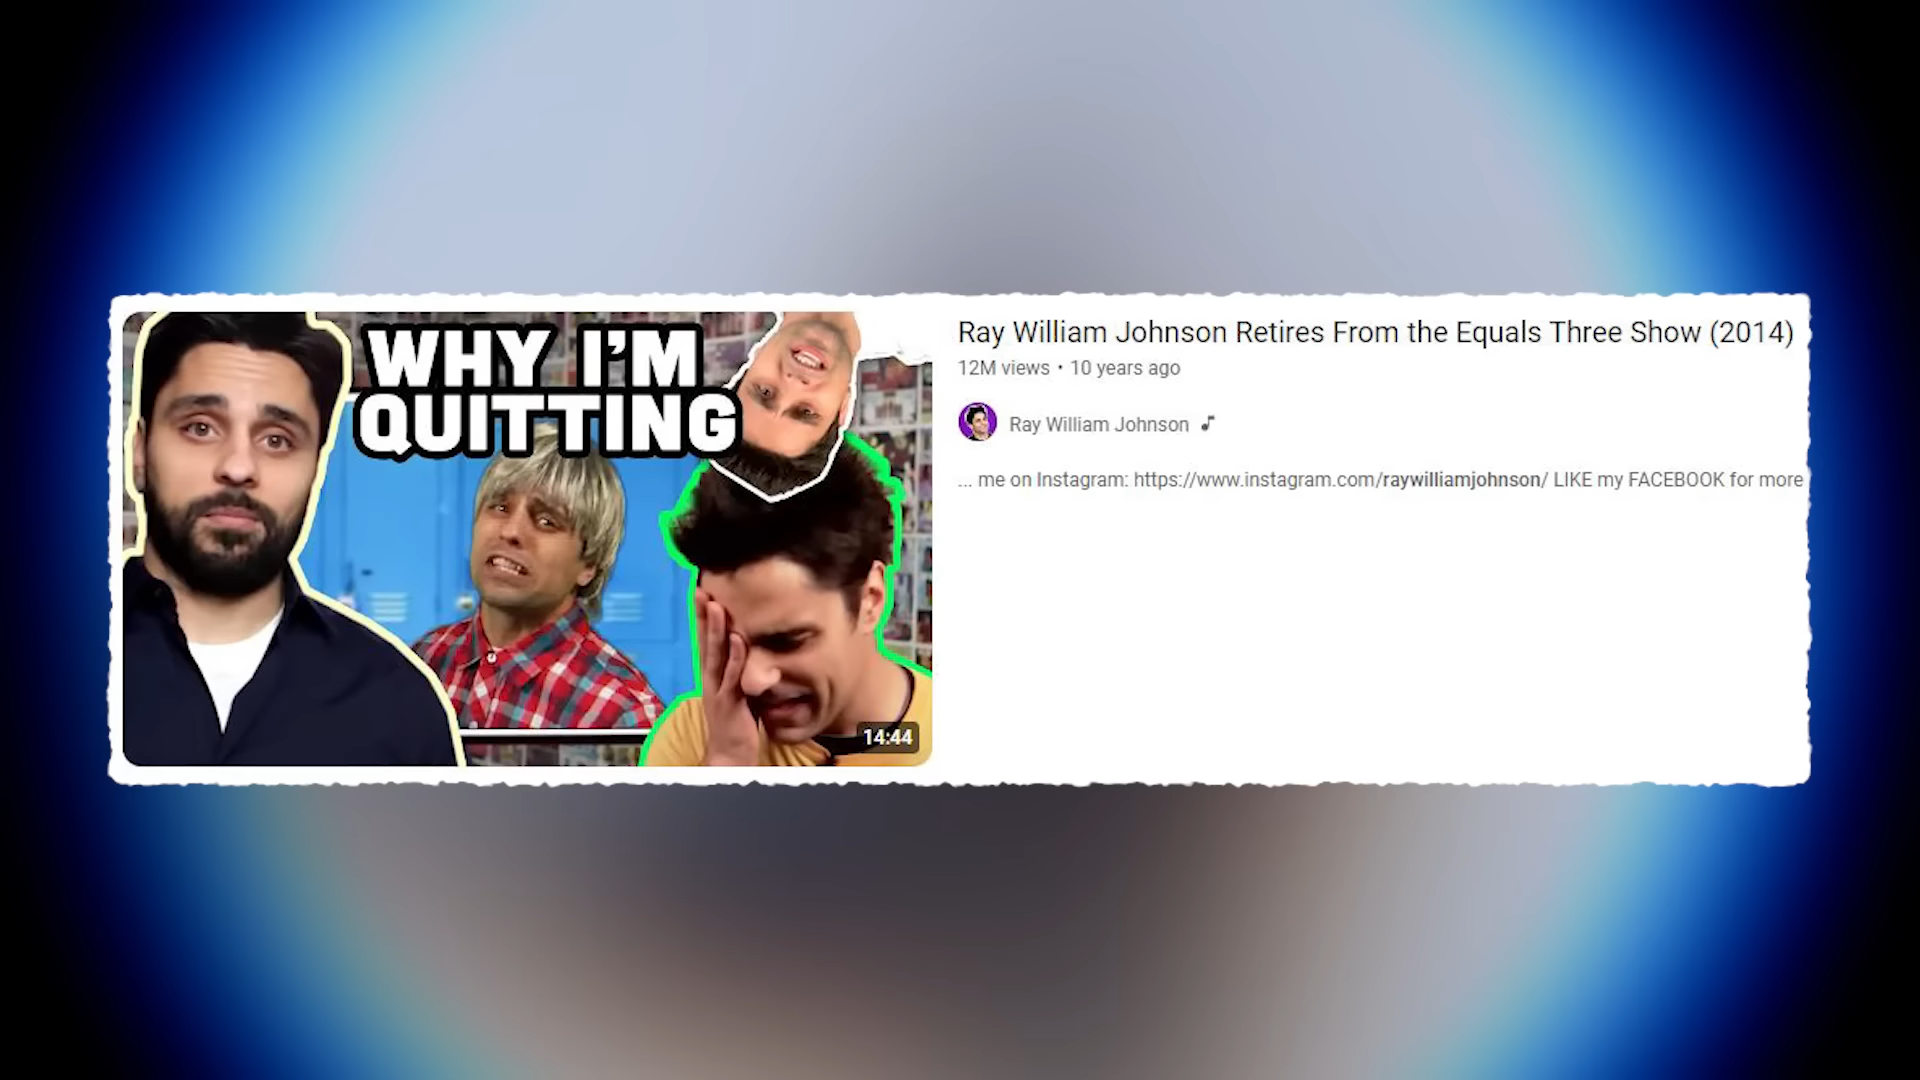 WHY I'M
QUITTING
14:44
Ray William Johnson Retires From the Equals Three Show (2014)
12M views • 10 years ago
Ray William Johnson
... me on Instagram: https://www.instagram.com/raywilliamjohnson/ LIKE my FACEBOOK for more